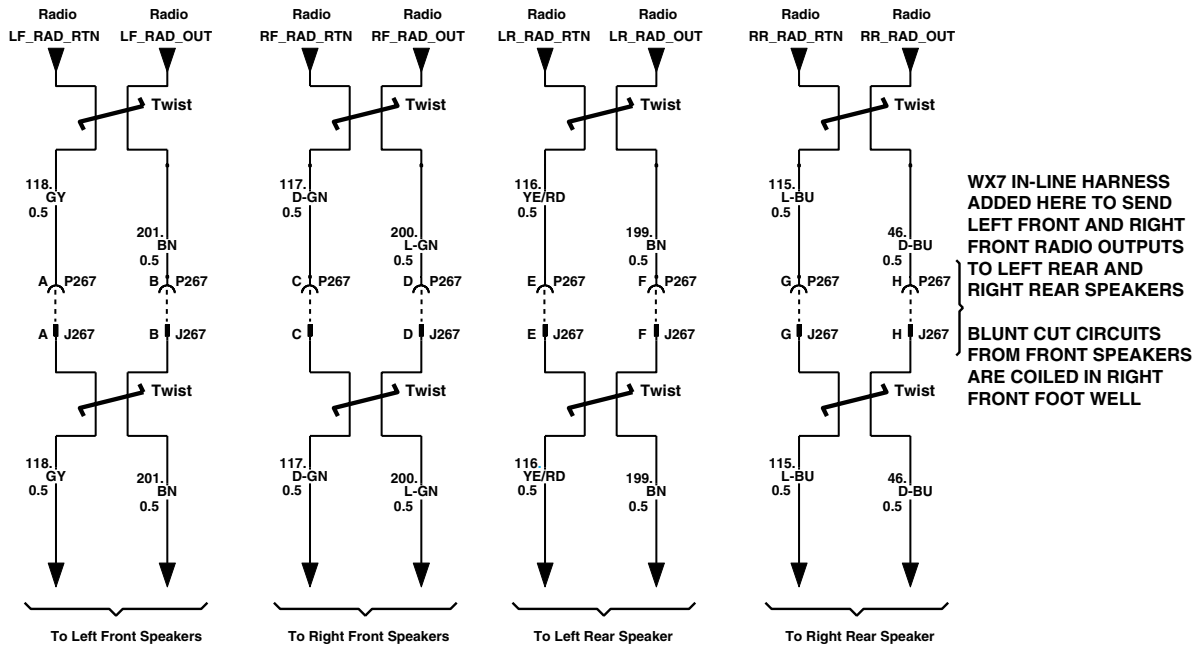 Radio Radio Radio Radio Radio Radio Radio Radio
LF_RAD_RTN LF_RAD_OUT RF_RAD_RTN RF_RAD_OUT LR_RAD_RTN LR_RAD_OUT RR_RAD_RTN RR_RAD_OUT
Twist Twist Twist Twist
118. 117. 116. 115.
GY D-GN YE/RD L-BU
0.5 0.5 0.5 0.5
201. 200. 199. 46.
BN L-GN BN D-BU
0.5 0.5 0.5 0.5
A P267 B P267 C P267 D P267 E P267 F P267 G P267 H P267
A J267 B J267 C J267 D J267 E J267 F J267 G J267 H J267
Twist Twist Twist Twist
118. 117. 116. 115.
GY D-GN YE/RD L-BU
0.5 0.5 0.5 0.5
201. 200. 199. 46.
BN L-GN BN D-BU
0.5 0.5 0.5 0.5
To Left Front Speakers To Right Front Speakers To Left Rear Speaker To Right Rear Speaker
WX7 IN-LINE HARNESS
ADDED HERE TO SEND
LEFT FRONT AND RIGHT
FRONT RADIO OUTPUTS
TO LEFT REAR AND
RIGHT REAR SPEAKERS
BLUNT CUT CIRCUITS
FROM FRONT SPEAKERS
ARE COILED IN RIGHT
FRONT FOOT WELL